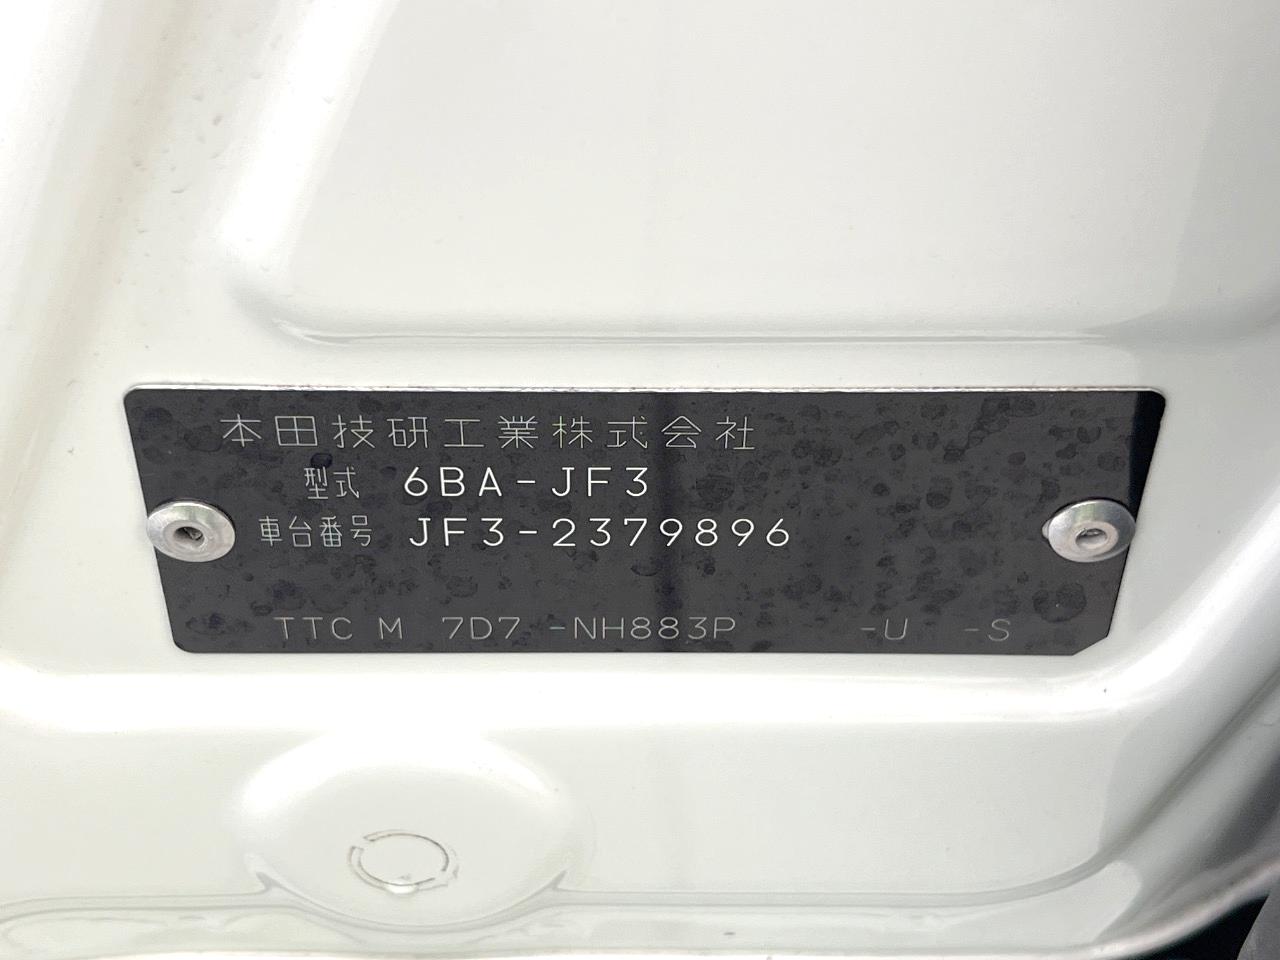 本田技研工業株式会社
型式 6BA-JF3
車台番号 JF3-2379896
TTC M 7D7 -NH883P -U -S